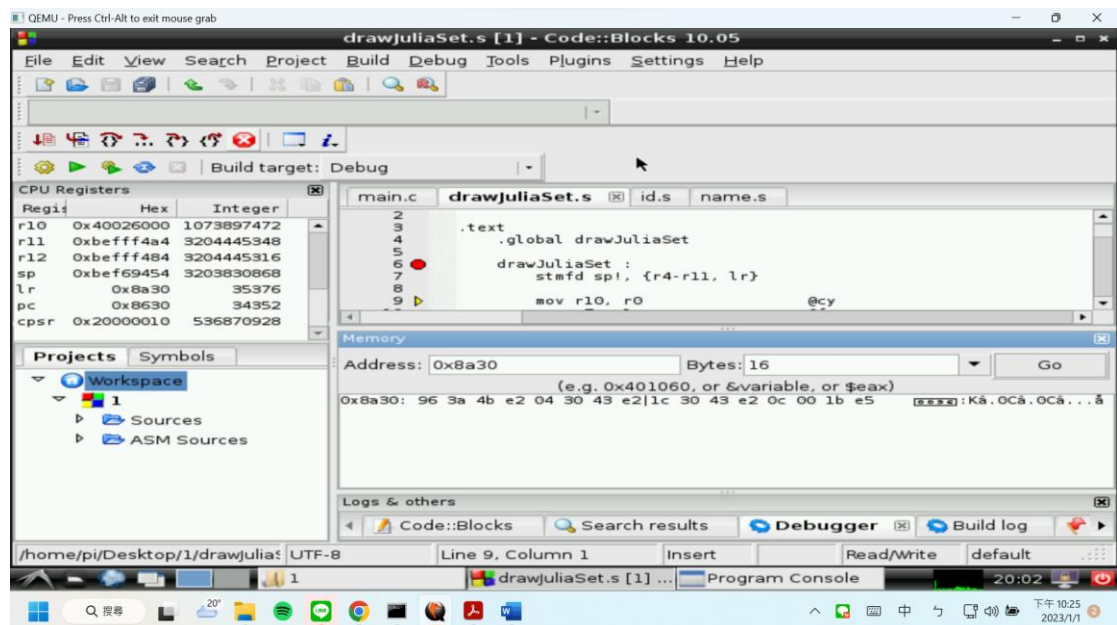 QEMU - Press Ctrl-Alt to exit mouse grab
drawJuliaSet.s [1] - Code::Blocks 10.05
File Edit View Search Project Build Debug Tools Plugins Settings Help
Build target: Debug
CPU Registers
Regis Hex Integer
r10 0x40026000 1073897472
r11 0xbefff4a4 3204445348
r12 0xbefff484 3204445316
sp 0xbef69454 3203830868
lr 0x8a30 35376
pc 0x8630 34352
cpsr 0x20000010 536870928
Projects Symbols
Workspace
1
Sources
ASM Sources
main.c drawJuliaSet.s id.s name.s
2
3 .text
4 .global drawJuliaSet
5
6 drawJuliaSet :
7 stmfd sp!, {r4-r11, lr}
8
9 mov r10, r0 @cy
Memory
Address: 0x8a30 Bytes: 16 Go
(e.g. 0x401060, or &variable, or $eax)
0x8a30: 96 3a 4b e2 04 30 43 e2|1c 30 43 e2 0c 00 1b e5 :Kâ.0Câ.0Câ...å
Logs & others
Code::Blocks Search results Debugger Build log
/home/pi/Desktop/1/drawJuliaS UTF-8 Line 9, Column 1 Insert Read/Write default
1 drawJuliaSet.s [1] ... Program Console 20:02
搜尋 20° 中 ㄅ 下午 10:25
2023/1/1